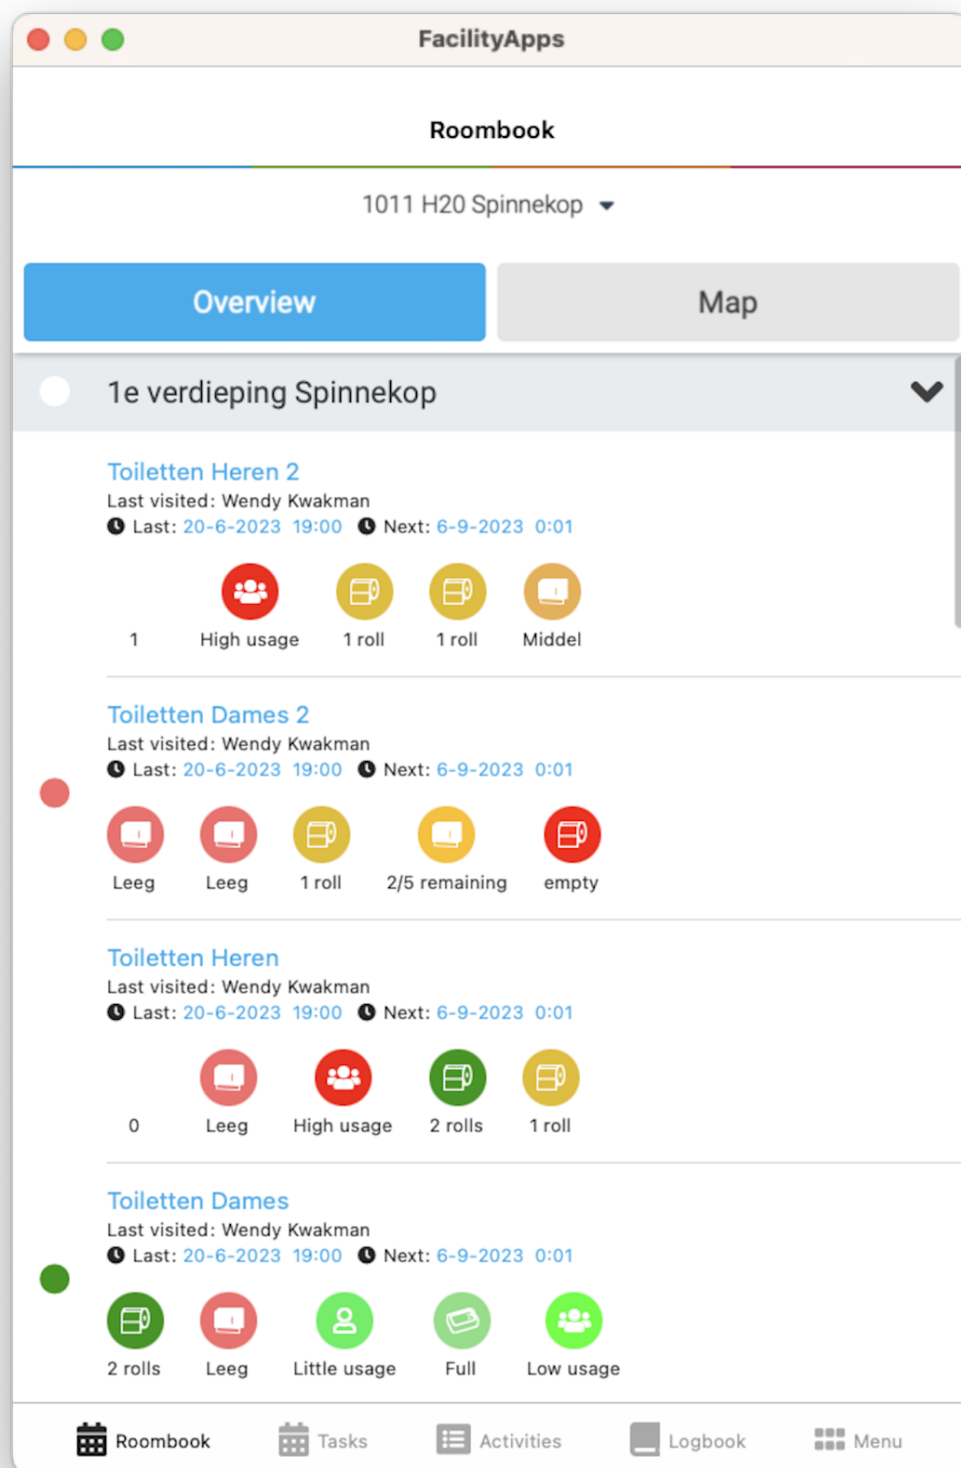 FacilityApps
Roombook
1011 H20 Spinnekop
Overview Map
1e verdieping Spinnekop
Toiletten Heren 2
Last visited: Wendy Kwakman
Last: 20-6-2023 19:00 Next: 6-9-2023 0:01
1 High usage 1 roll 1 roll Middel
Toiletten Dames 2
Last visited: Wendy Kwakman
Last: 20-6-2023 19:00 Next: 6-9-2023 0:01
Leeg Leeg 1 roll 2/5 remaining empty
Toiletten Heren
Last visited: Wendy Kwakman
Last: 20-6-2023 19:00 Next: 6-9-2023 0:01
0 Leeg High usage 2 rolls 1 roll
Toiletten Dames
Last visited: Wendy Kwakman
Last: 20-6-2023 19:00 Next: 6-9-2023 0:01
2 rolls Leeg Little usage Full Low usage
Roombook Tasks Activities Logbook Menu